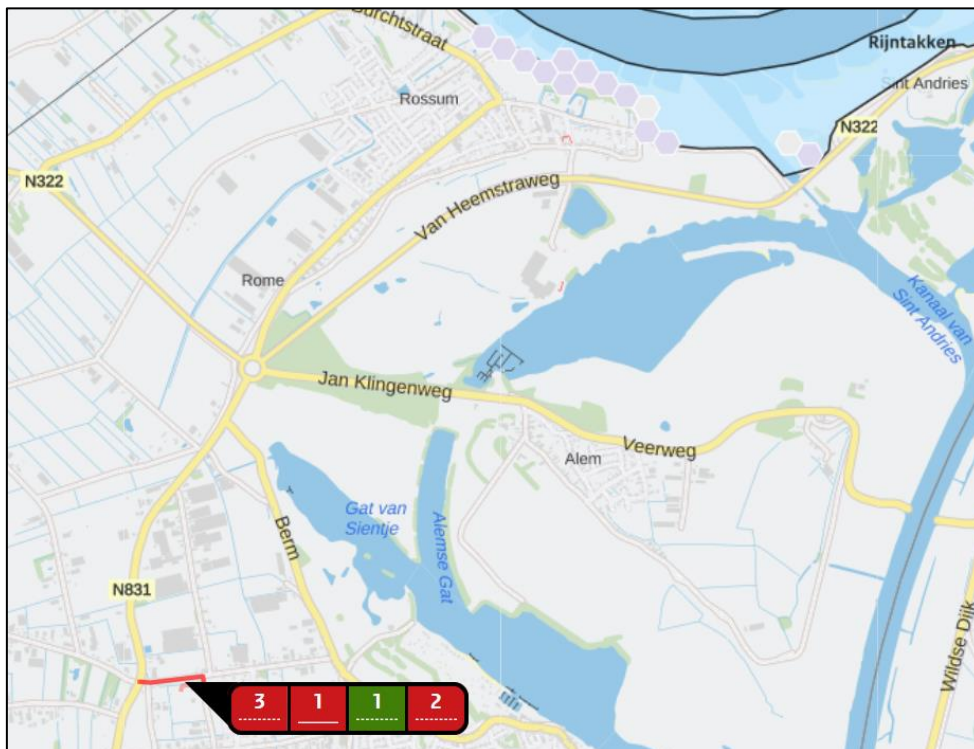 Burchtstraat
Rijntakken
Sint Andries
Rossum
N322
N322
Van Heemstraweg
Rome
Kanaal van
Sint Andries
Jan Klingenweg
Veerweg
Alem
Gat van
Sientje
Alemse Gat
Berm
N831
Wildse Dijk
3 1 1 2